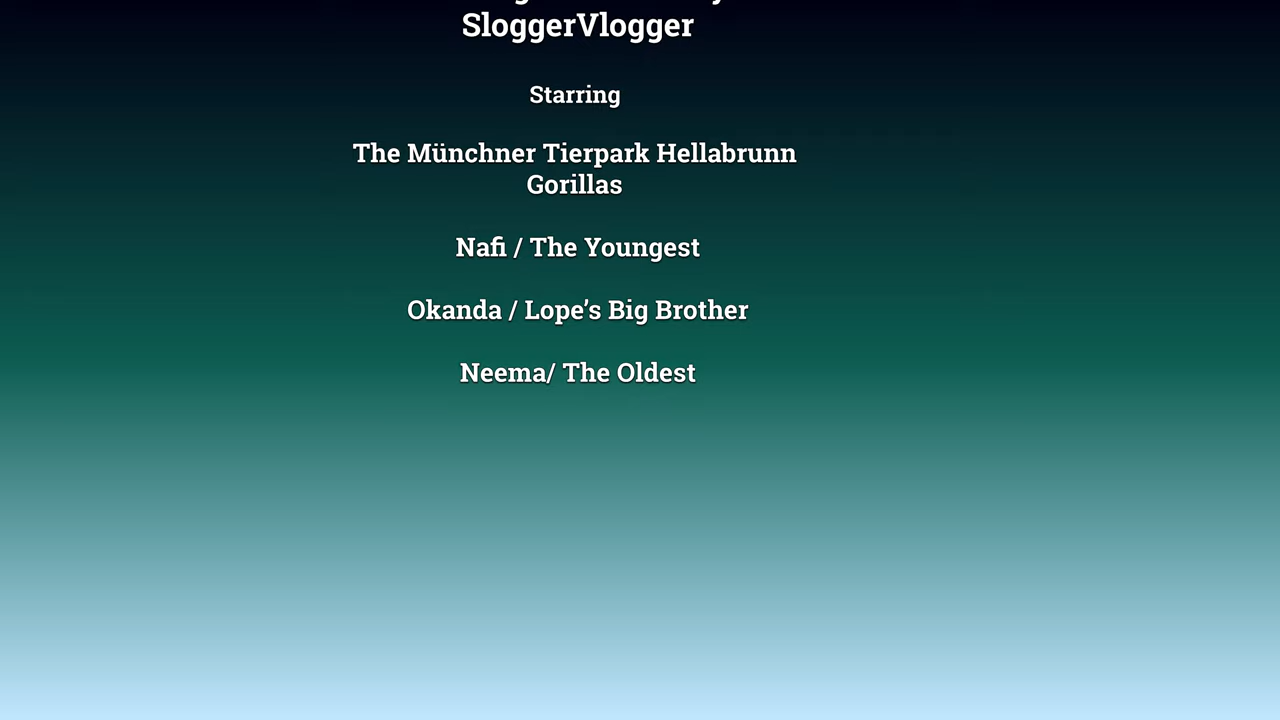 SloggerVlogger
Starring
The Münchner Tierpark Hellabrunn
Gorillas
Nafi / The Youngest
Okanda / Lope’s Big Brother
Neema/ The Oldest